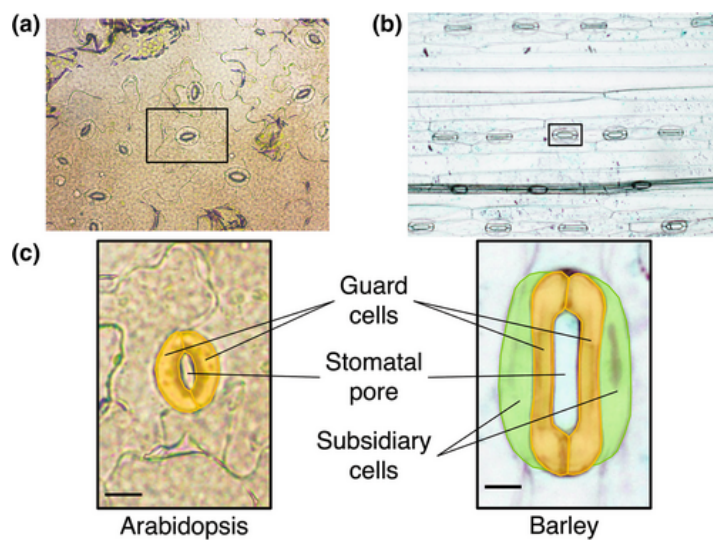 (a)
(b)
(c)
Guard
cells
Stomatal
pore
Subsidiary
cells
Arabidopsis
Barley